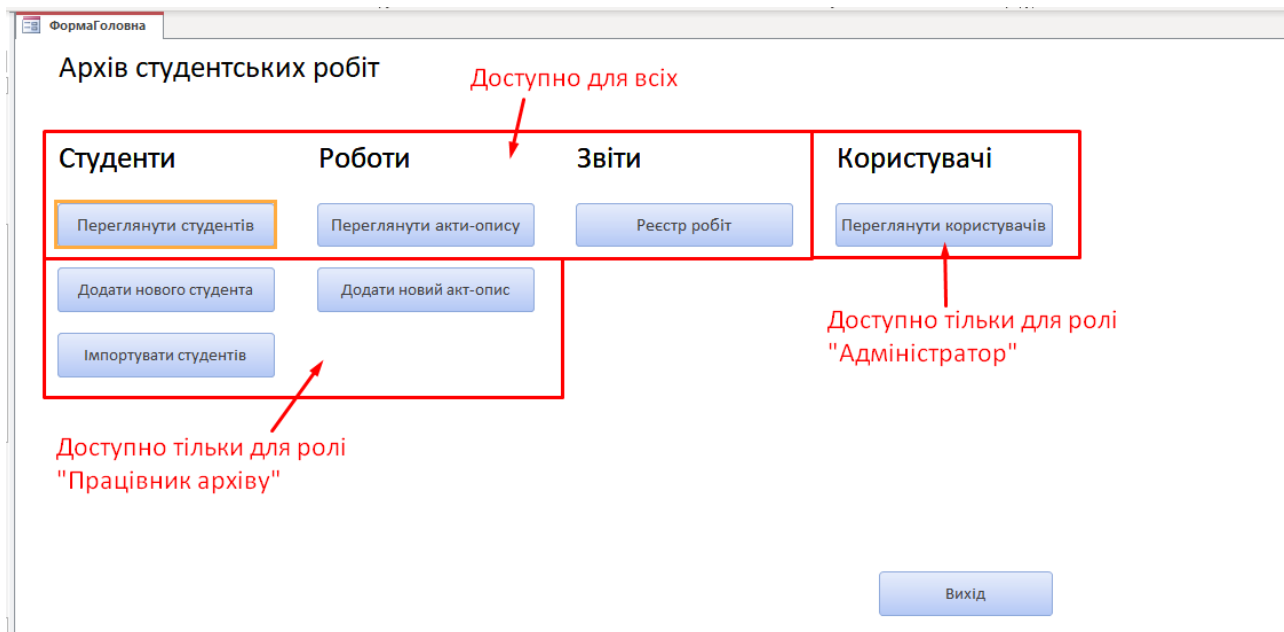 ФормаГоловна
Архів студентських робіт
Доступно для всіх
Студенти
Роботи
Звіти
Користувачі
Переглянути студентів
Переглянути акти-опису
Реєстр робіт
Переглянути користувачів
Додати нового студента
Додати новий акт-опис
Імпортувати студентів
Доступно тільки для ролі
"Адміністратор"
Доступно тільки для ролі
"Працівник архіву"
Вихід